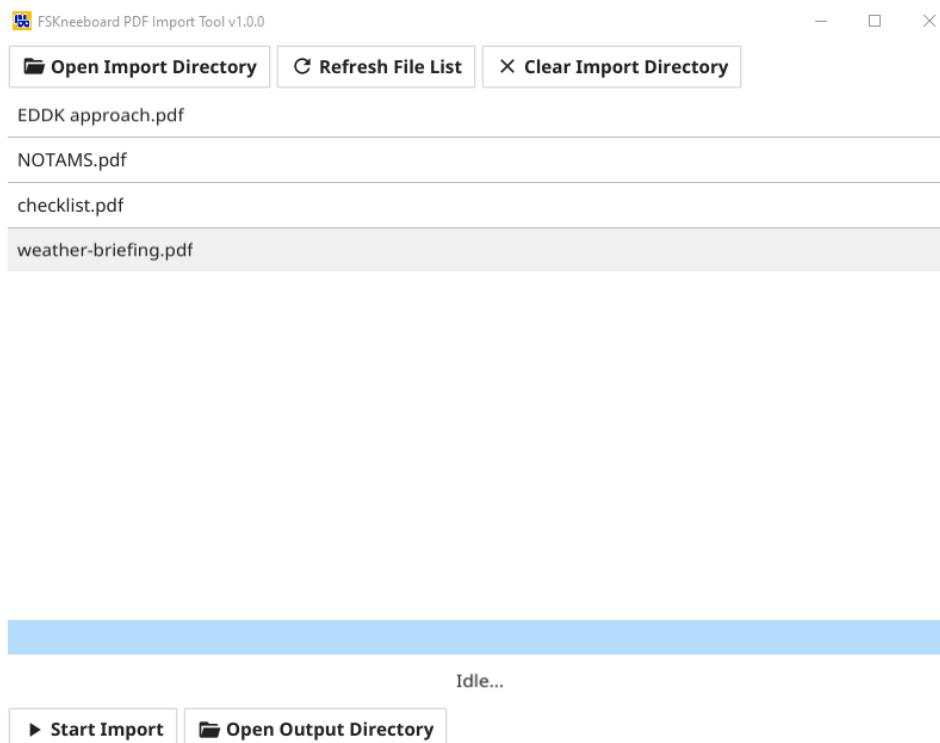 FSKneeboard PDF Import Tool v1.0.0
Open Import Directory Refresh File List Clear Import Directory
EDDK approach.pdf
NOTAMS.pdf
checklist.pdf
weather-briefing.pdf
Idle...
Start Import Open Output Directory